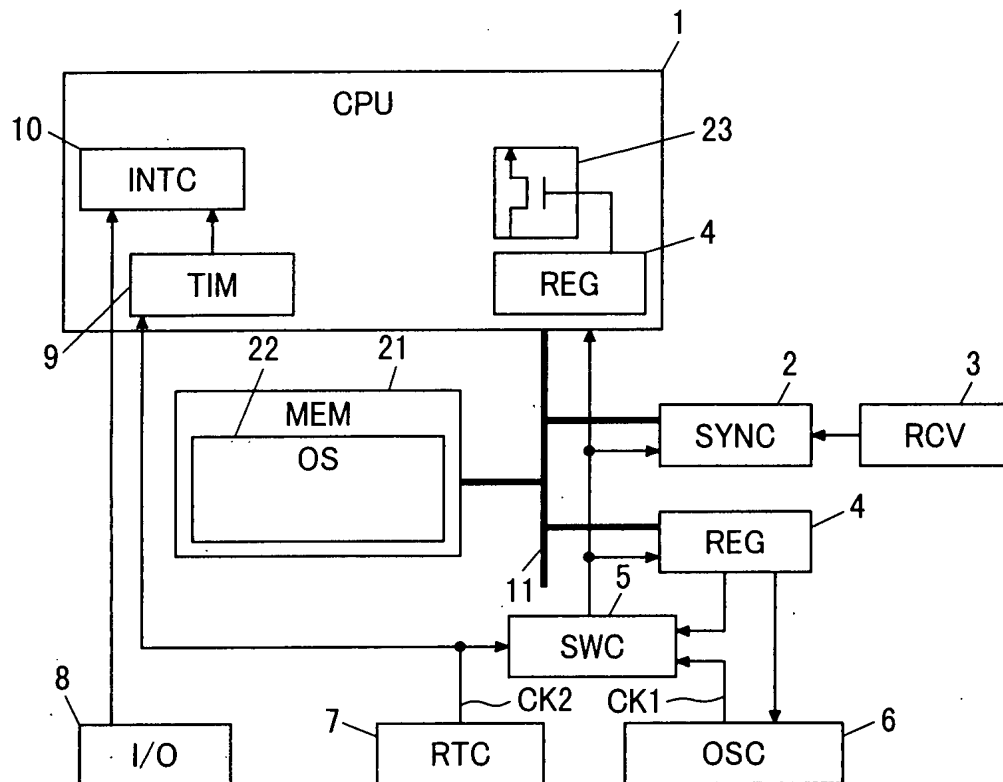 1
CPU
10
23
INTC
4
TIM
REG
9
22
21
2
3
MEM
SYNC
RCV
OS
4
REG
11
5
SWC
8
7
CK2
CK1
6
I/O
RTC
OSC